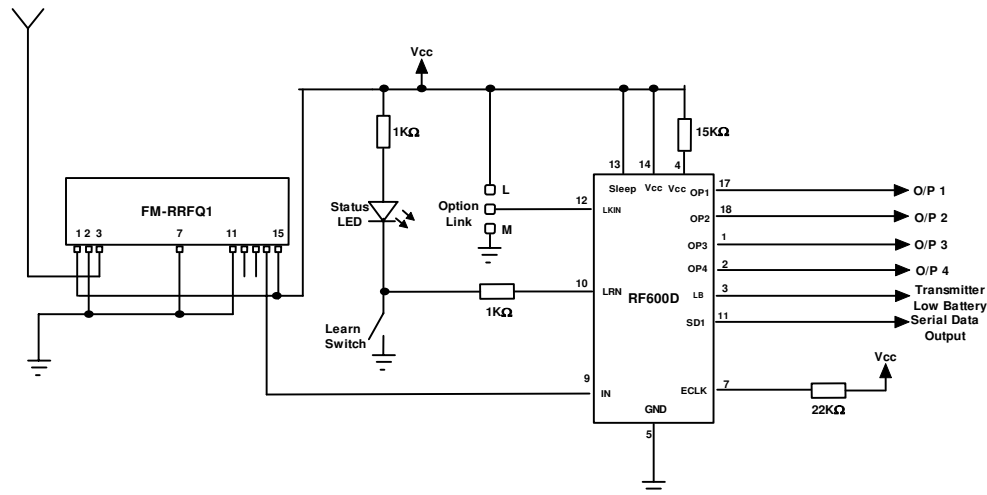 Vcc
1KΩ
15KΩ
13
14
4
Sleep
Vcc
Vcc
OP1
17
O/P 1
FM-RRFQ1
Status
LED
Option
Link
L
M
12
LKIN
OP2
18
O/P 2
1 2 3
7
11
15
OP3
1
O/P 3
OP4
2
O/P 4
10
LRN
RF600D
LB
3
Transmitter
Low Battery
1KΩ
Learn
Switch
SD1
11
Serial Data
Output
Vcc
9
IN
ECLK
7
22KΩ
GND
5